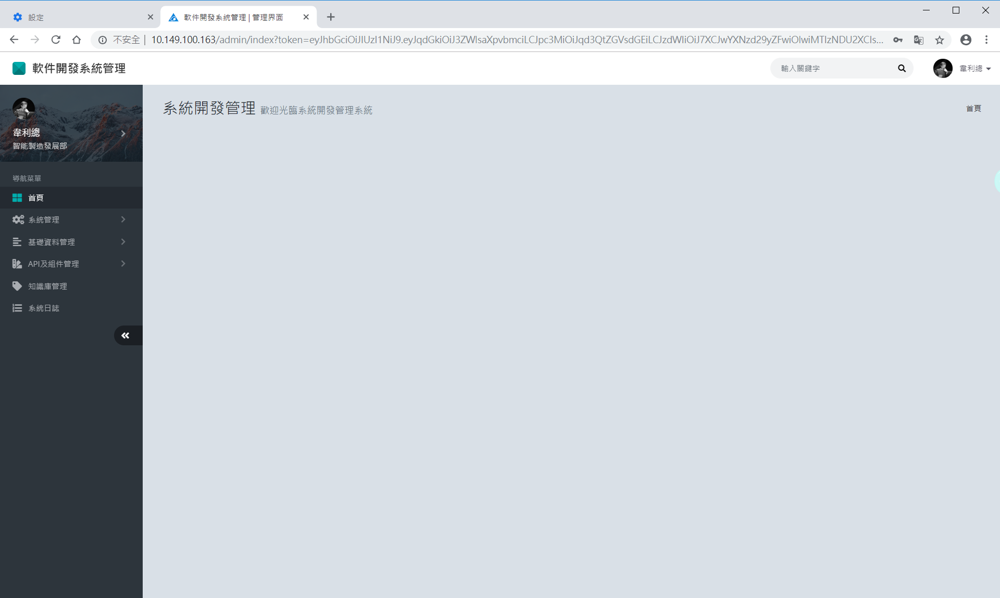 設定
軟件開發系統管理 | 管理界面
不安全 | 10.149.100.163/admin/index?token=eyJhbGciOiJIUzI1NiJ9.eyJqdGkiOiJ3ZWlsaXpvbmciLCJpc3MiOiJqd3QtZGVsdGEiLCJzdWIiOiJ7XCJwYXNzd29yZFwiOlwiMTIzNDU2XCIs...
軟件開發系統管理
輸入關鍵字
韋利總
韋利總
智能製造發展部
系統開發管理 歡迎光臨系統開發管理系統
首頁
導航菜單
首頁
系統管理
基礎資料管理
API及組件管理
知識庫管理
系統日誌